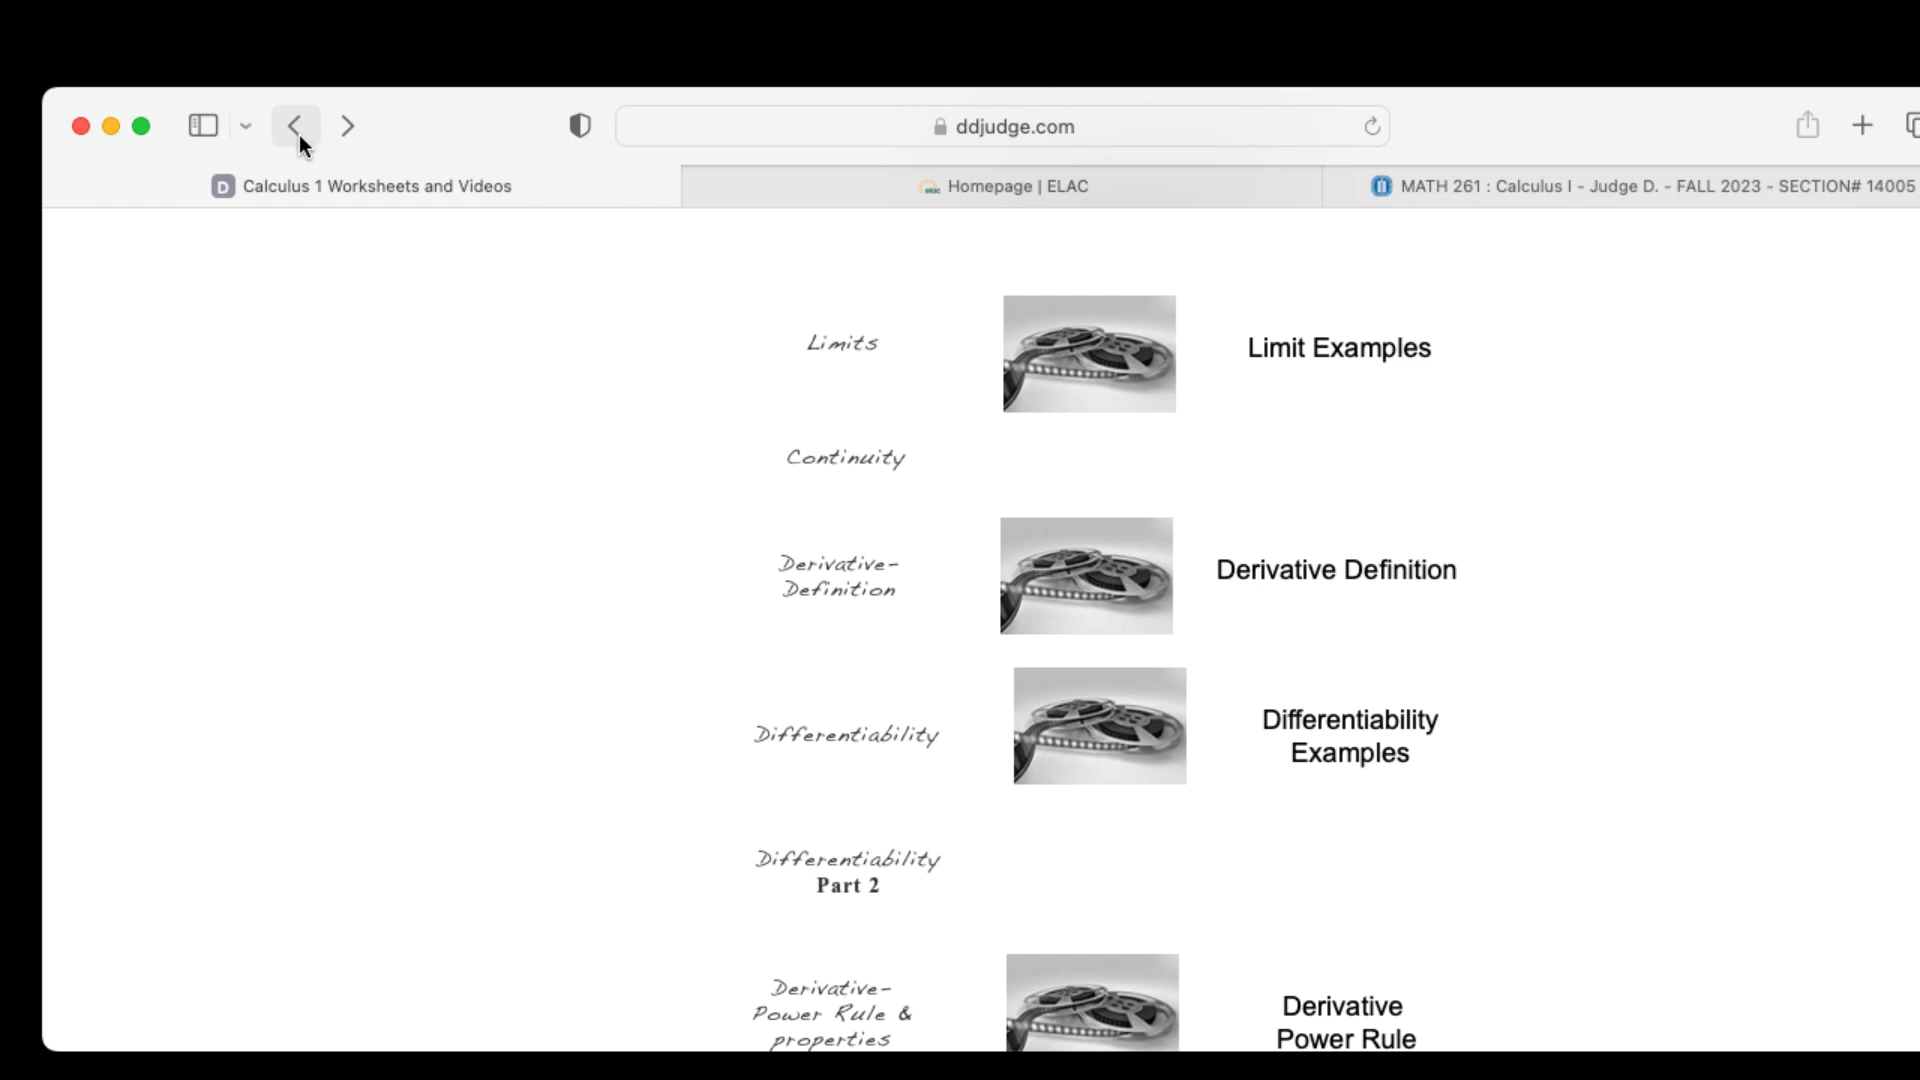 ddjudge.com
D Calculus 1 Worksheets and Videos
elac Homepage | ELAC
MATH 261 : Calculus I - Judge D. - FALL 2023 - SECTION# 14005
Limits
Limit Examples
Continuity
Derivative-
Definition
Derivative Definition
Differentiability
Differentiability
Examples
Differentiability
Part 2
Derivative-
Power Rule &
properties
Derivative
Power Rule